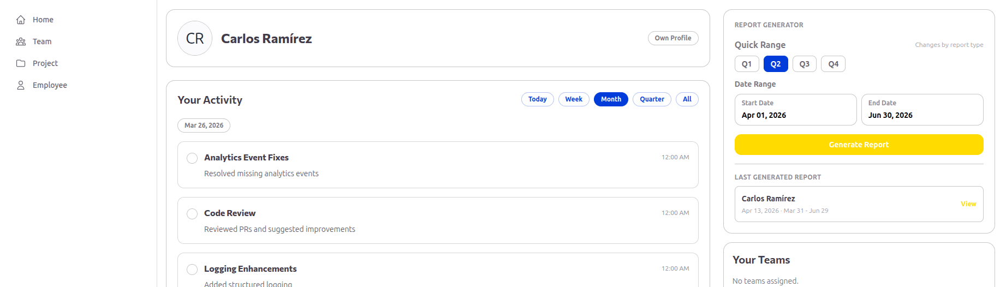 Home
Team
Project
Employee
CR
Carlos Ramírez
Own Profile
Your Activity
Today
Week
Month
Quarter
All
Mar 26, 2026
Analytics Event Fixes
12:00 AM
Resolved missing analytics events
Code Review
12:00 AM
Reviewed PRs and suggested improvements
Logging Enhancements
12:00 AM
Added structured logging
REPORT GENERATOR
Quick Range
Changes by report type
Q1
Q2
Q3
Q4
Date Range
Start Date
Apr 01, 2026
End Date
Jun 30, 2026
Generate Report
LAST GENERATED REPORT
Carlos Ramírez
Apr 13, 2026 · Mar 31 - Jun 29
View
Your Teams
No teams assigned.